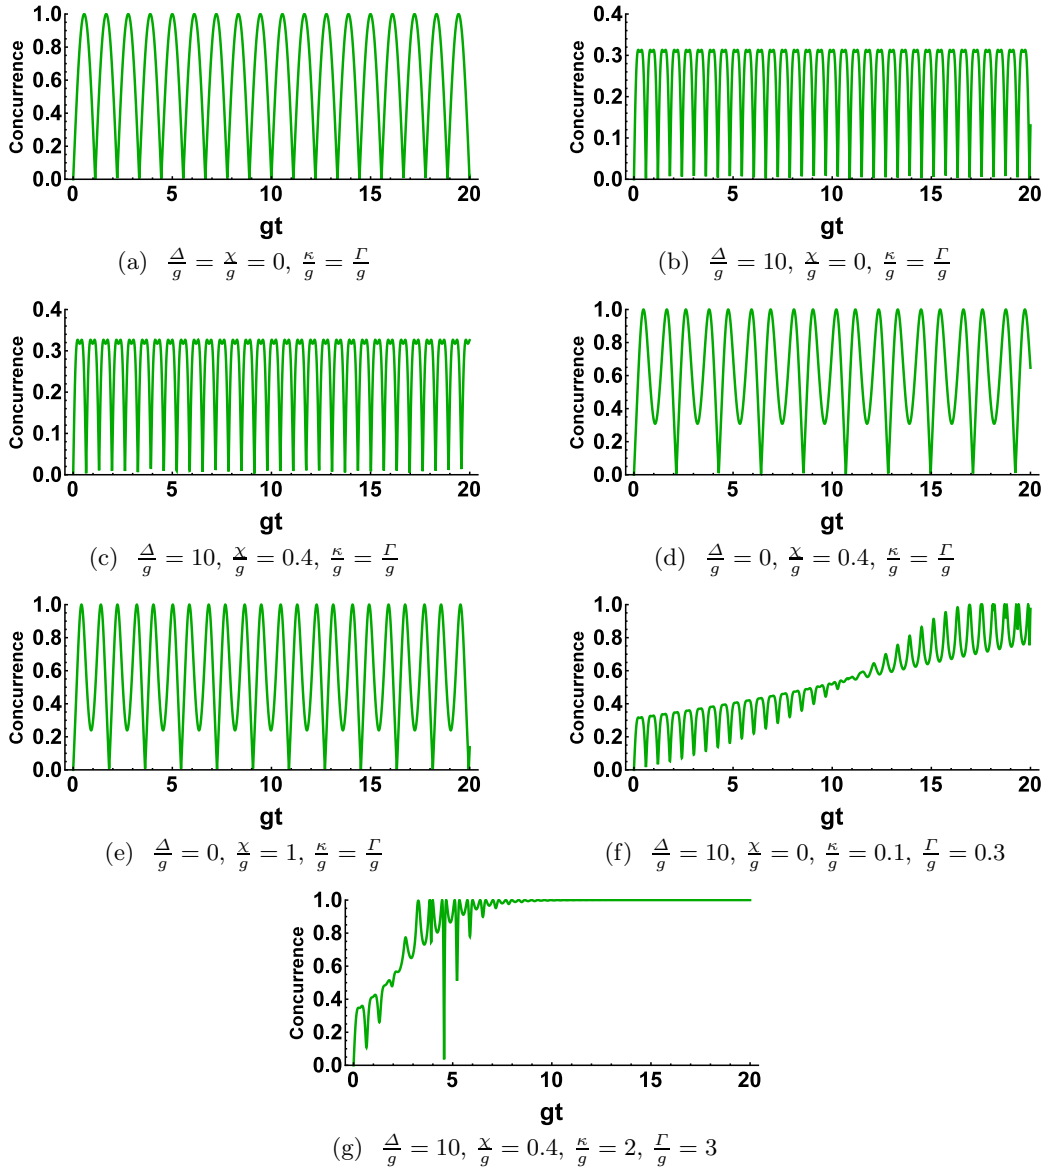 Concurrence
1.0
0.8
0.6
0.4
0.2
0.0
0 5 10 15 20
gt
(a) Δ/g = χ/g = 0, κ/g = Γ/g
Concurrence
0.4
0.3
0.2
0.1
0.0
0 5 10 15 20
gt
(b) Δ/g = 10, χ/g = 0, κ/g = Γ/g
Concurrence
0.4
0.3
0.2
0.1
0.0
0 5 10 15 20
gt
(c) Δ/g = 10, χ/g = 0.4, κ/g = Γ/g
Concurrence
1.0
0.8
0.6
0.4
0.2
0.0
0 5 10 15 20
gt
(d) Δ/g = 0, χ/g = 0.4, κ/g = Γ/g
Concurrence
1.0
0.8
0.6
0.4
0.2
0.0
0 5 10 15 20
gt
(e) Δ/g = 0, χ/g = 1, κ/g = Γ/g
Concurrence
1.0
0.8
0.6
0.4
0.2
0.0
0 5 10 15 20
gt
(f) Δ/g = 10, χ/g = 0, κ/g = 0.1, Γ/g = 0.3
Concurrence
1.0
0.8
0.6
0.4
0.2
0.0
0 5 10 15 20
gt
(g) Δ/g = 10, χ/g = 0.4, κ/g = 2, Γ/g = 3